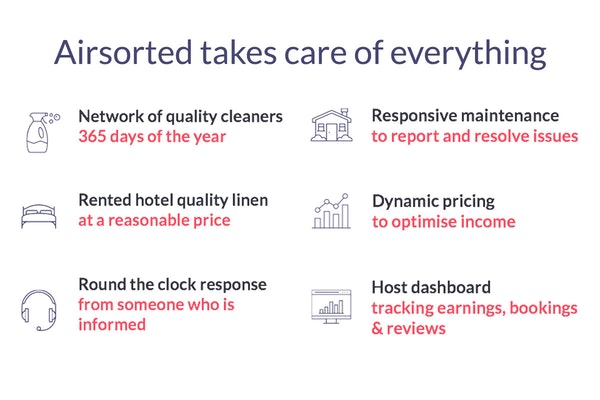 Airsorted takes care of everything
Network of quality cleaners
365 days of the year
Responsive maintenance
to report and resolve issues
Rented hotel quality linen
at a reasonable price
Dynamic pricing
to optimise income
Round the clock response
from someone who is
informed
Host dashboard
tracking earnings, bookings
& reviews